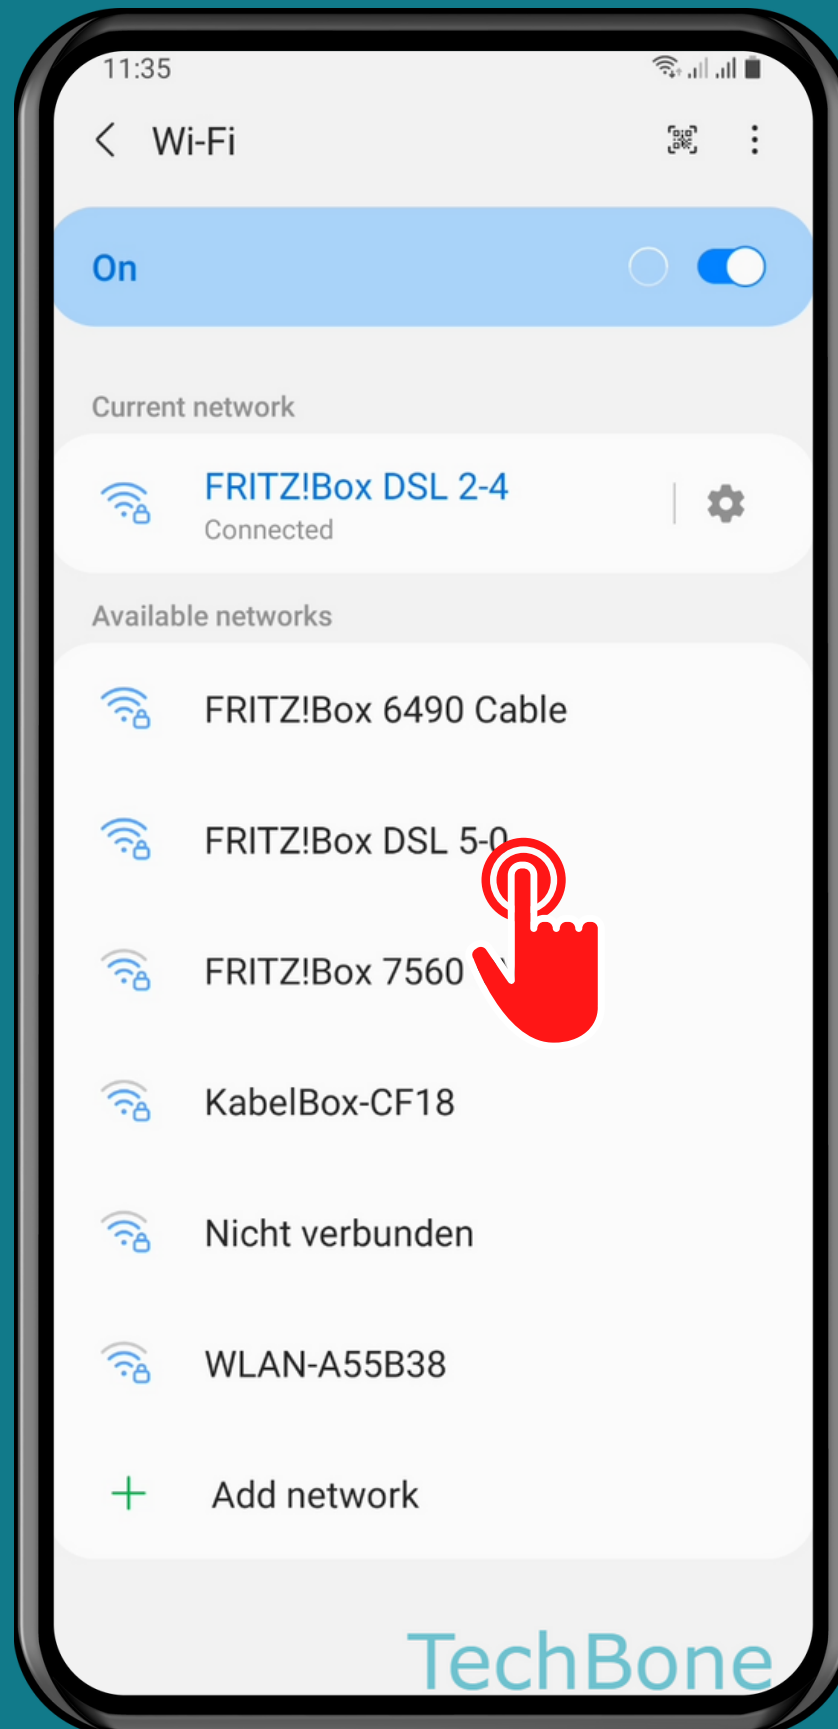 11:35
Wi-Fi
On
Current network
FRITZ!Box DSL 2-4
Connected
Available networks
FRITZ!Box 6490 Cable
FRITZ!Box DSL 5-0
FRITZ!Box 7560
KabelBox-CF18
Nicht verbunden
WLAN-A55B38
Add network
TechBone